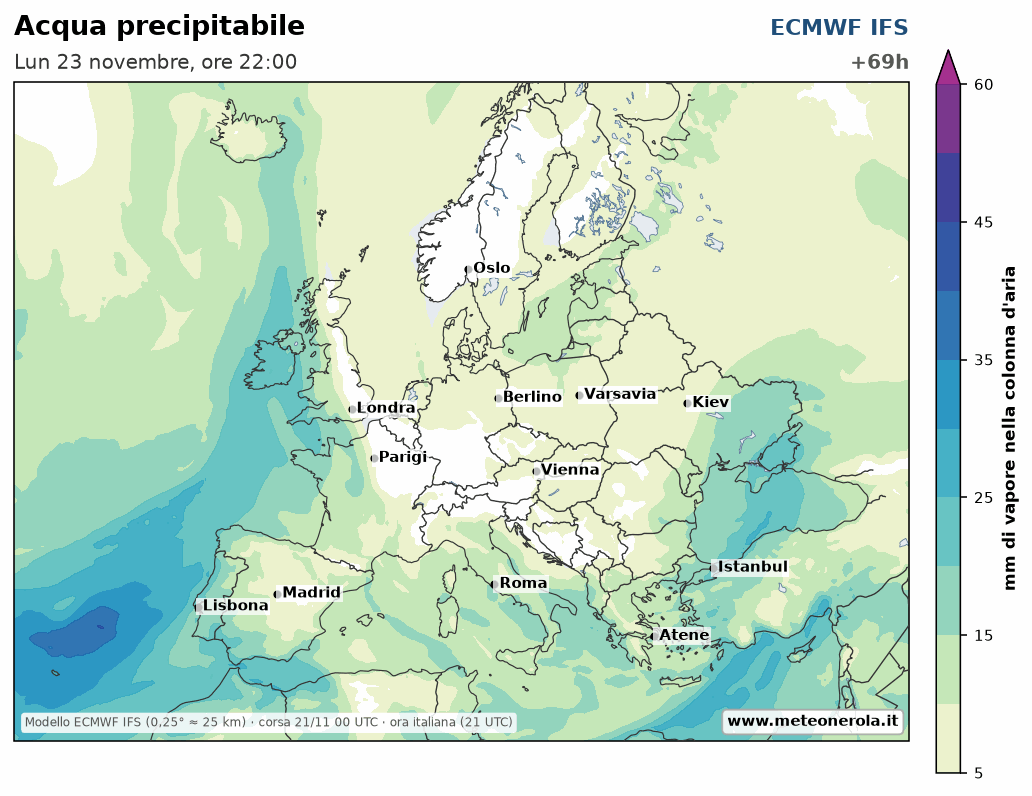 Acqua precipitabile
ECMWF IFS
Lun 23 novembre, ore 22:00
+69h
Oslo
Berlino
Varsavia
Kiev
Londra
Parigi
Vienna
Istanbul
Roma
Madrid
Lisbona
Atene
Modello ECMWF IFS (0,25° ≈ 25 km) · corsa 21/11 00 UTC · ora italiana (21 UTC)
www.meteonerola.it
60
45
35
25
15
5
mm di vapore nella colonna d'aria